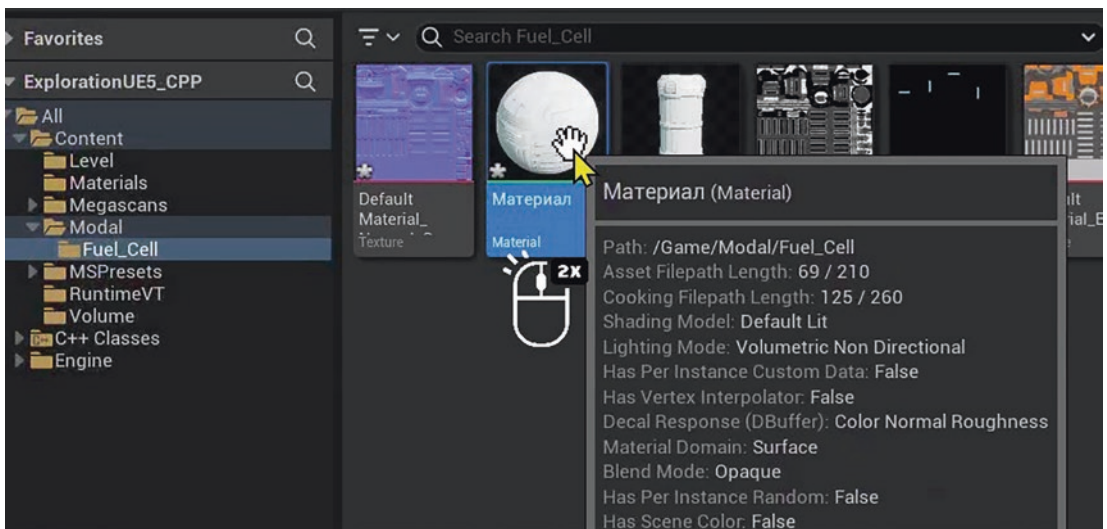 Favorites
Search Fuel_Cell
ExplorationUE5_CPP
All
Content
Level
Materials
Megascans
Modal
Fuel_Cell
MSPresets
RuntimeVT
Volume
C++ Classes
Engine
Default
Material_
Texture
Материал
Material
2X
Материал (Material)
Path: /Game/Modal/Fuel_Cell
Asset Filepath Length: 69 / 210
Cooking Filepath Length: 125 / 260
Shading Model: Default Lit
Lighting Mode: Volumetric Non Directional
Has Per Instance Custom Data: False
Has Vertex Interpolator: False
Decal Response (DBuffer): Color Normal Roughness
Material Domain: Surface
Blend Mode: Opaque
Has Per Instance Random: False
Has Scene Color: False